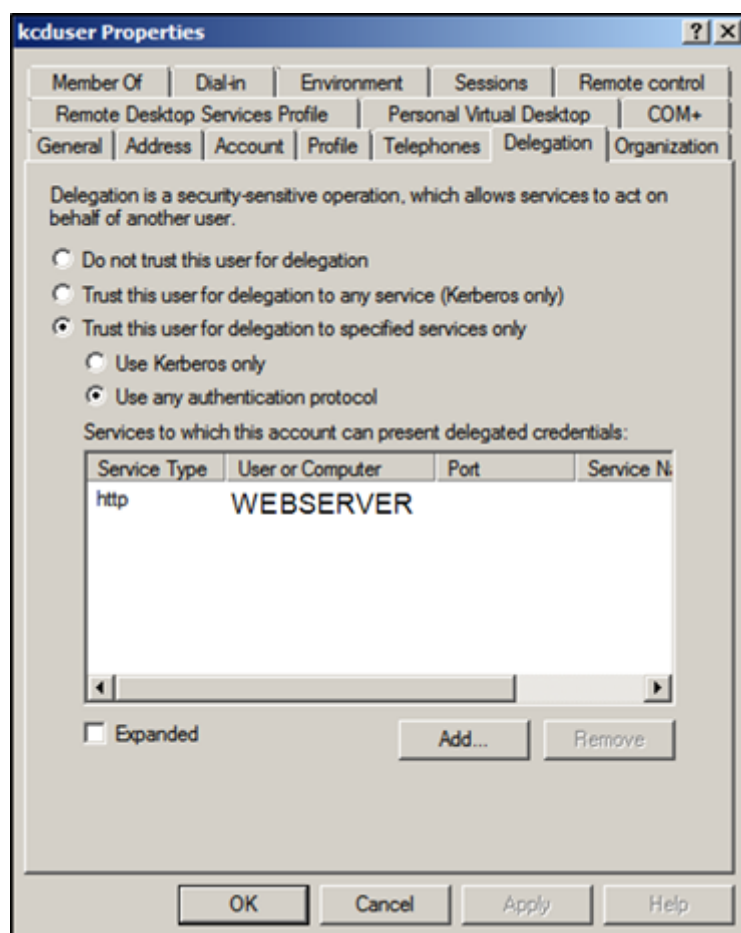 kcduser Properties
Member Of Dial-in Environment Sessions Remote control
Remote Desktop Services Profile Personal Virtual Desktop COM+
General Address Account Profile Telephones Delegation Organization
Delegation is a security-sensitive operation, which allows services to act on
behalf of another user.
Do not trust this user for delegation
Trust this user for delegation to any service (Kerberos only)
Trust this user for delegation to specified services only
Use Kerberos only
Use any authentication protocol
Services to which this account can present delegated credentials:
Service Type User or Computer Port Service Na
http WEBSERVER
Expanded Add... Remove
OK Cancel Apply Help